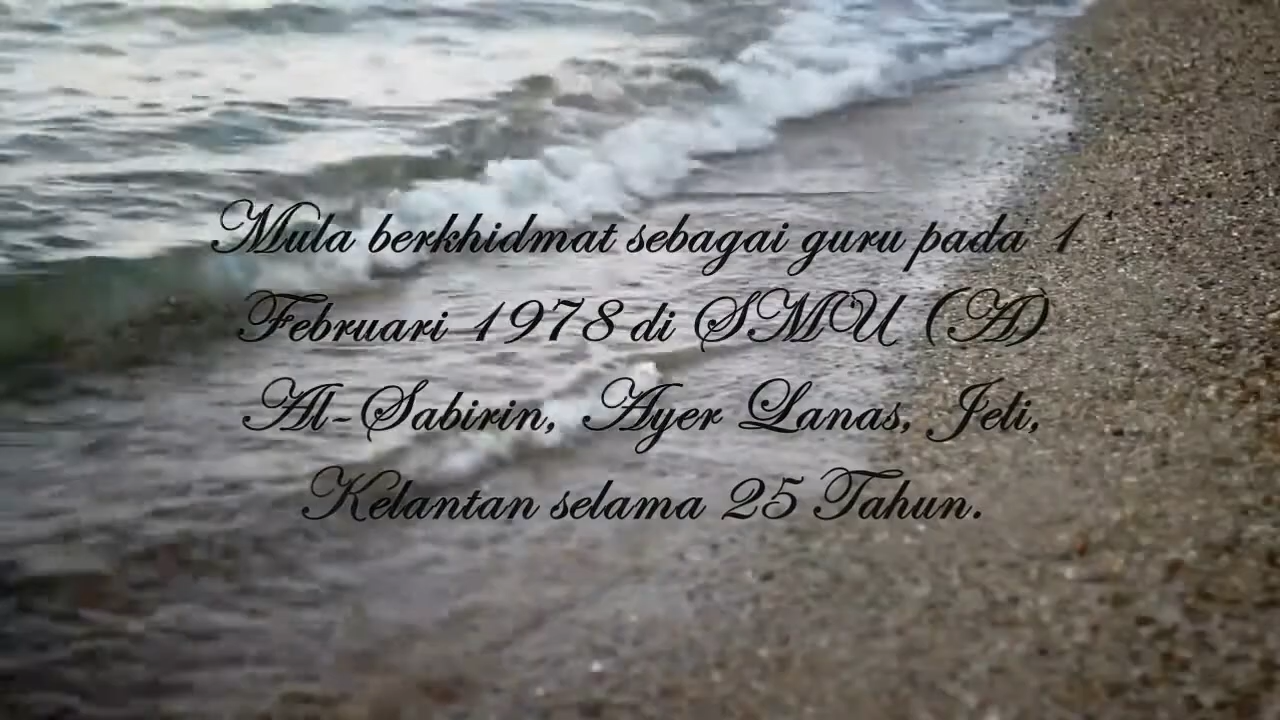 Mula berkhidmat sebagai guru pada 1
Februari 1978 di SMU (A)
Al-Sabirin, Ayer Lanas, Jeli,
Kelantan selama 25 Tahun.